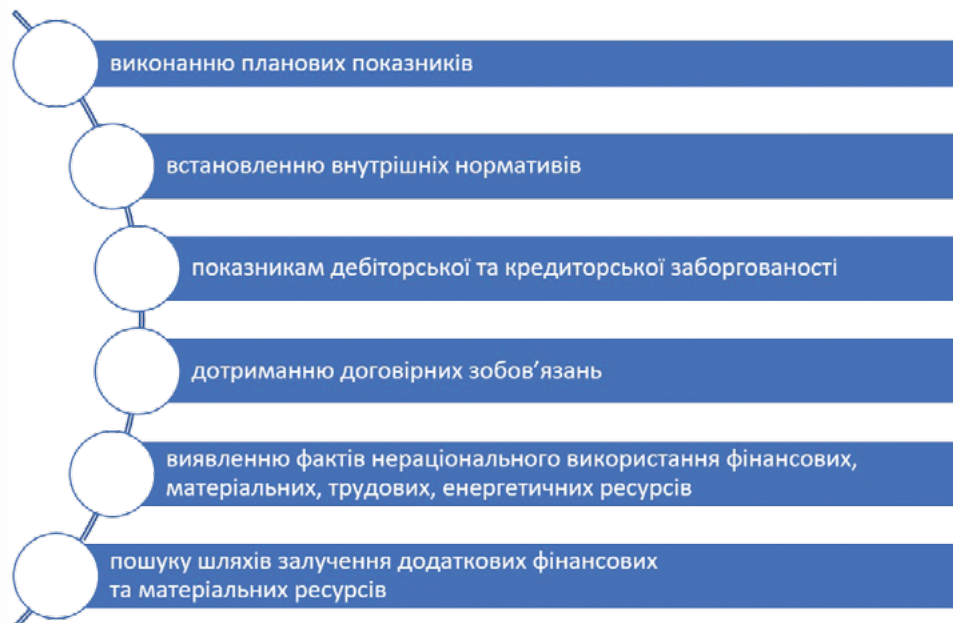 виконанню планових показників
встановленню внутрішніх нормативів
показникам дебіторської та кредиторської заборгованості
дотриманню договірних зобов’язань
виявленню фактів нераціонального використання фінансових,
матеріальних, трудових, енергетичних ресурсів
пошуку шляхів залучення додаткових фінансових
та матеріальних ресурсів